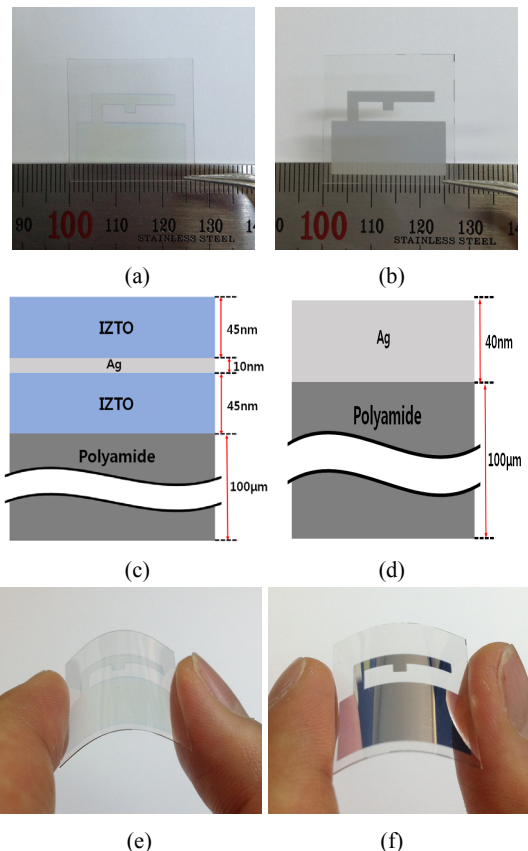 90 100 110 120 130 14
STAINLESS STEEL
90 100 110 120 130 14
STAINLESS STEEL
(a)
(b)
IZTO
45nm
Ag
10nm
IZTO
45nm
Polyamide
100μm
Ag
40nm
Polyamide
100μm
(c)
(d)
(e)
(f)